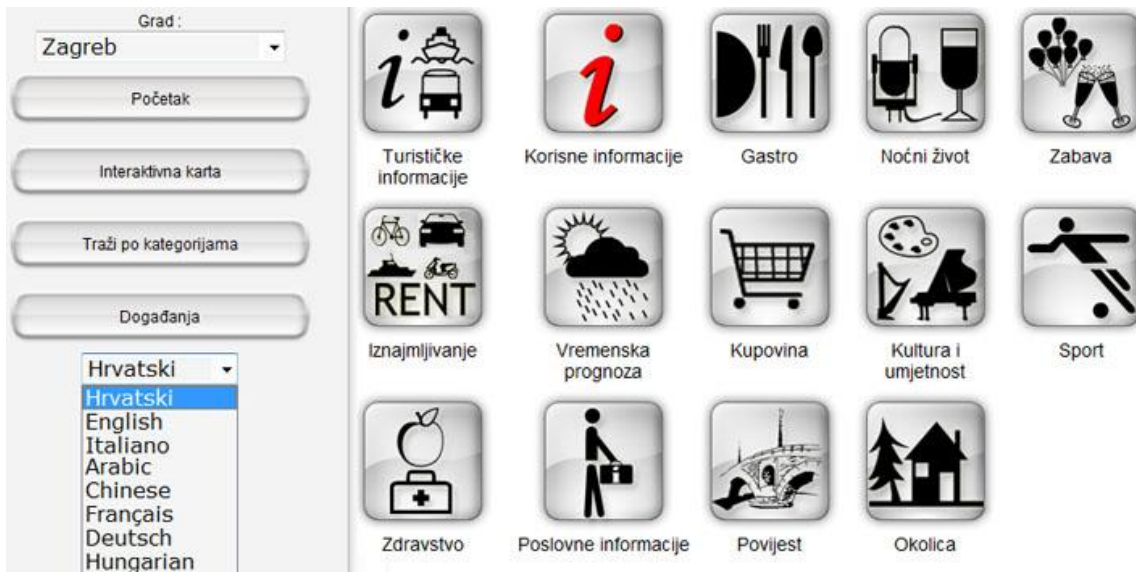 Grad :
Zagreb
Početak
Interaktivna karta
Traži po kategorijama
Događanja
Hrvatski
Hrvatski
English
Italiano
Arabic
Chinese
Français
Deutsch
Hungarian
Turističke
informacije
Korisne informacije
Gastro
Noćni život
Zabava
RENT
Iznajmljivanje
Vremenska
prognoza
Kupovina
Kultura i
umjetnost
Sport
Zdravstvo
Poslovne informacije
Povijest
Okolica